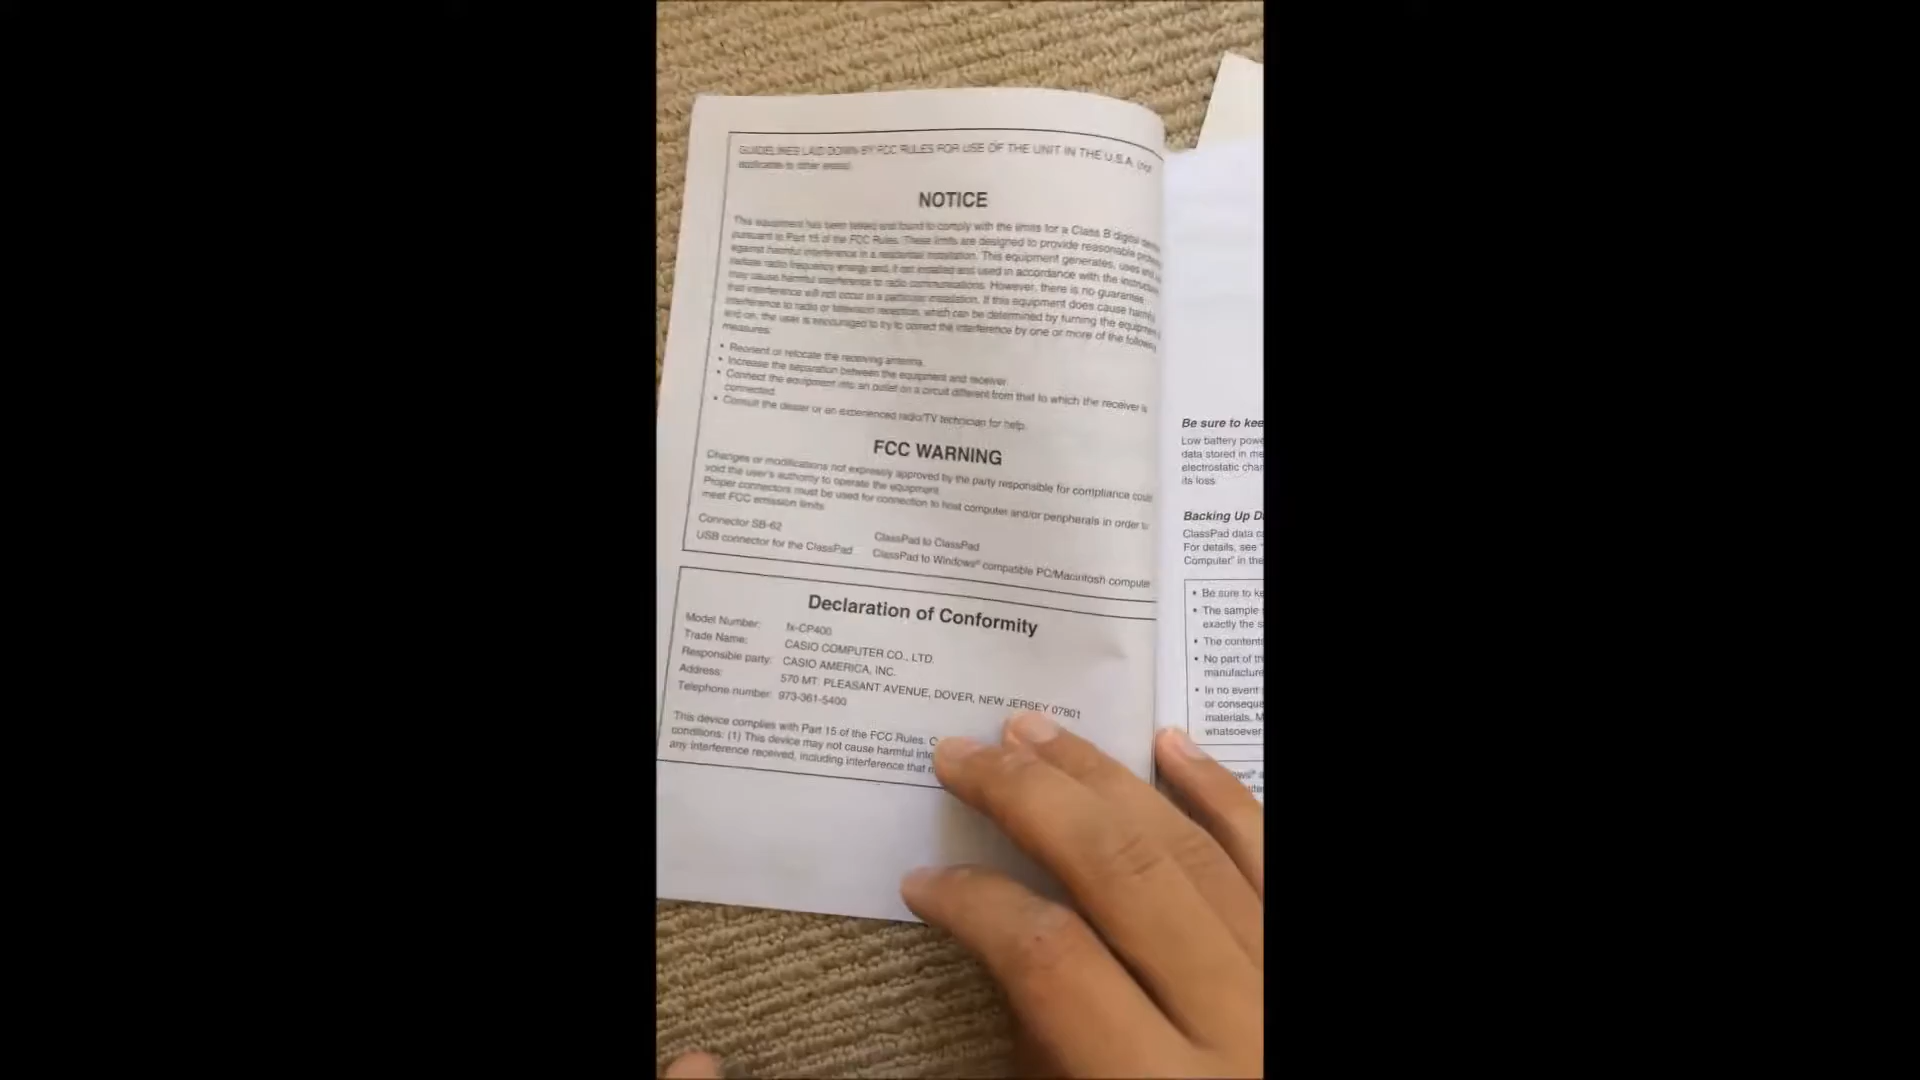 GUIDELINES LAID DOWN BY FCC RULES FOR USE OF THE UNIT IN THE U.S.A. (not
applicable to other areas).
NOTICE
This equipment has been tested and found to comply with the limits for a Class B digital
pursuant to Part 15 of the FCC Rules. These limits are designed to provide reasonable
against harmful interference in a residential installation. This equipment generates, uses and
radiate radio frequency energy and, if not installed and used in accordance with the
may cause harmful interference to radio communications. However, there is no guarantee
that interference will not occur in a particular installation. If this equipment does cause
interference to radio or television reception, which can be determined by turning the
and on, the user is encouraged to try to correct the interference by one or more of the following
measures:
• Reorient or relocate the receiving antenna.
• Increase the separation between the equipment and receiver.
• Connect the equipment into an outlet on a circuit different from that to which the receiver is
connected.
• Consult the dealer or an experienced radio/TV technician for help.
FCC WARNING
Changes or modifications not expressly approved by the party responsible for compliance could
void the user's authority to operate the equipment.
Proper connectors must be used for connection to host computer and/or peripherals in order to
meet FCC emission limits.
Connector SB-62 ClassPad to ClassPad
USB connector for the ClassPad ClassPad to Windows® compatible PC/Macintosh computer
Declaration of Conformity
Model Number: fx-CP400
Trade Name: CASIO COMPUTER CO., LTD.
Responsible party: CASIO AMERICA, INC.
Address: 570 MT. PLEASANT AVENUE, DOVER, NEW JERSEY 07801
Telephone number: 973-361-5400
This device complies with Part 15 of the FCC Rules.
conditions: (1) This device may not cause harmful
any interference received, including interference that
Be sure to
Low battery
data stored in
electrostatic
its loss.
Backing Up
ClassPad data
For details, see "
Computer" in the
• Be sure to
• The sample
exactly the
• The contents
• No part of
• In no event
or
materials.
whatsoever